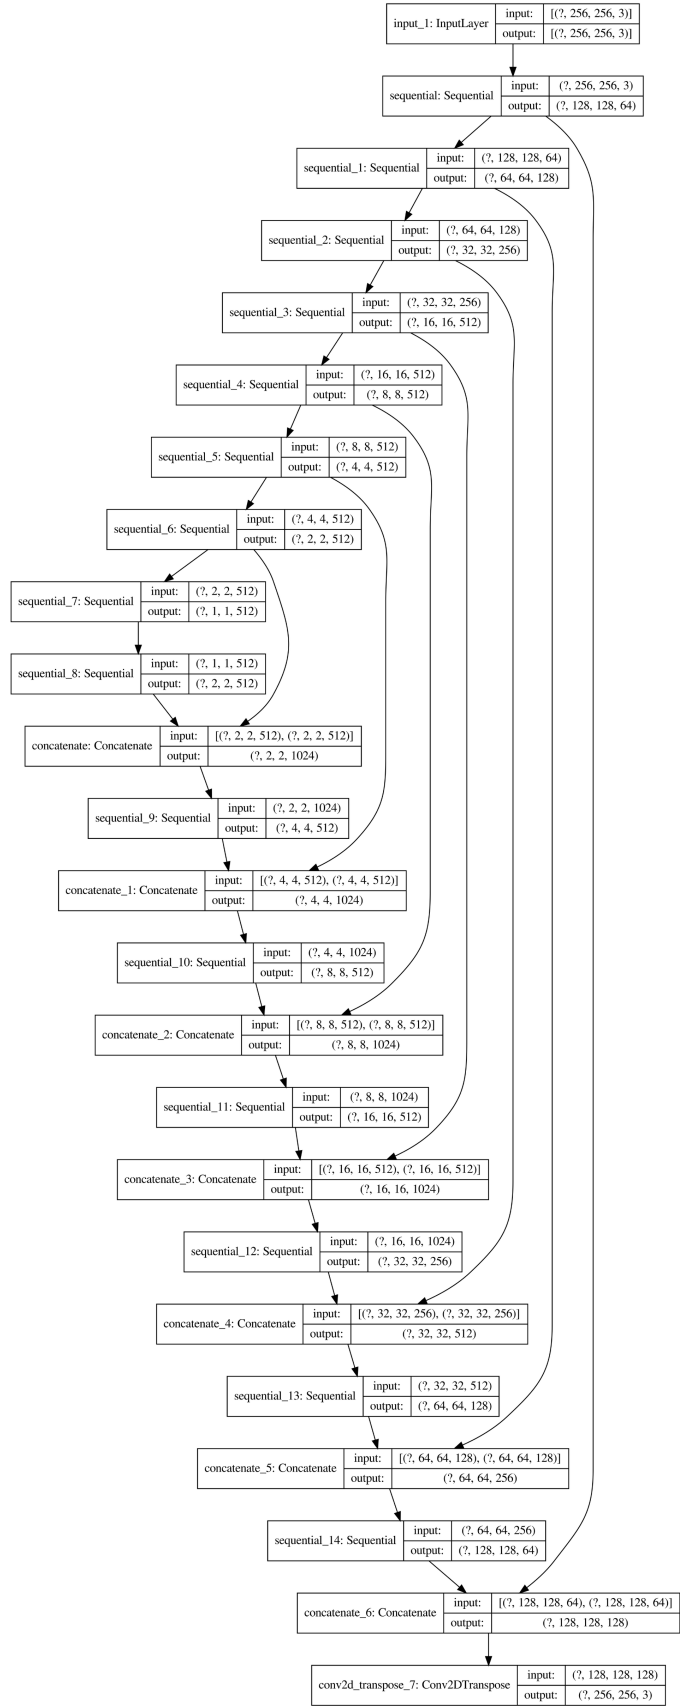 input_1: InputLayer input: [(?, 256, 256, 3)]
output: [(?, 256, 256, 3)]
sequential: Sequential input: (?, 256, 256, 3)
output: (?, 128, 128, 64)
sequential_1: Sequential input: (?, 128, 128, 64)
output: (?, 64, 64, 128)
sequential_2: Sequential input: (?, 64, 64, 128)
output: (?, 32, 32, 256)
sequential_3: Sequential input: (?, 32, 32, 256)
output: (?, 16, 16, 512)
sequential_4: Sequential input: (?, 16, 16, 512)
output: (?, 8, 8, 512)
sequential_5: Sequential input: (?, 8, 8, 512)
output: (?, 4, 4, 512)
sequential_6: Sequential input: (?, 4, 4, 512)
output: (?, 2, 2, 512)
sequential_7: Sequential input: (?, 2, 2, 512)
output: (?, 1, 1, 512)
sequential_8: Sequential input: (?, 1, 1, 512)
output: (?, 2, 2, 512)
concatenate: Concatenate input: [(?, 2, 2, 512), (?, 2, 2, 512)]
output: (?, 2, 2, 1024)
sequential_9: Sequential input: (?, 2, 2, 1024)
output: (?, 4, 4, 512)
concatenate_1: Concatenate input: [(?, 4, 4, 512), (?, 4, 4, 512)]
output: (?, 4, 4, 1024)
sequential_10: Sequential input: (?, 4, 4, 1024)
output: (?, 8, 8, 512)
concatenate_2: Concatenate input: [(?, 8, 8, 512), (?, 8, 8, 512)]
output: (?, 8, 8, 1024)
sequential_11: Sequential input: (?, 8, 8, 1024)
output: (?, 16, 16, 512)
concatenate_3: Concatenate input: [(?, 16, 16, 512), (?, 16, 16, 512)]
output: (?, 16, 16, 1024)
sequential_12: Sequential input: (?, 16, 16, 1024)
output: (?, 32, 32, 256)
concatenate_4: Concatenate input: [(?, 32, 32, 256), (?, 32, 32, 256)]
output: (?, 32, 32, 512)
sequential_13: Sequential input: (?, 32, 32, 512)
output: (?, 64, 64, 128)
concatenate_5: Concatenate input: [(?, 64, 64, 128), (?, 64, 64, 128)]
output: (?, 64, 64, 256)
sequential_14: Sequential input: (?, 64, 64, 256)
output: (?, 128, 128, 64)
concatenate_6: Concatenate input: [(?, 128, 128, 64), (?, 128, 128, 64)]
output: (?, 128, 128, 128)
conv2d_transpose_7: Conv2DTranspose input: (?, 128, 128, 128)
output: (?, 256, 256, 3)